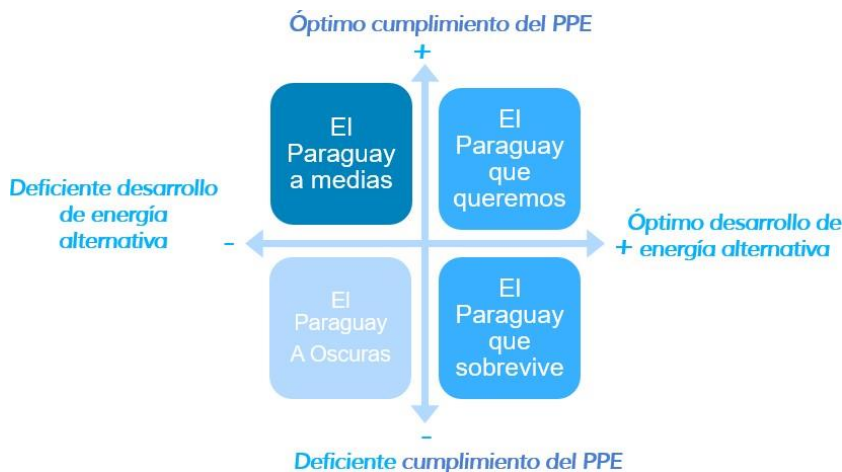 Óptimo cumplimiento del PPE
+
El
Paraguay
a medias
El
Paraguay
que
queremos
Deficiente desarrollo
de energía
alternativa
-
Óptimo desarrollo de
+ energía alternativa
El
Paraguay
A Oscuras
El
Paraguay
que
sobrevive
-
Deficiente cumplimiento del PPE